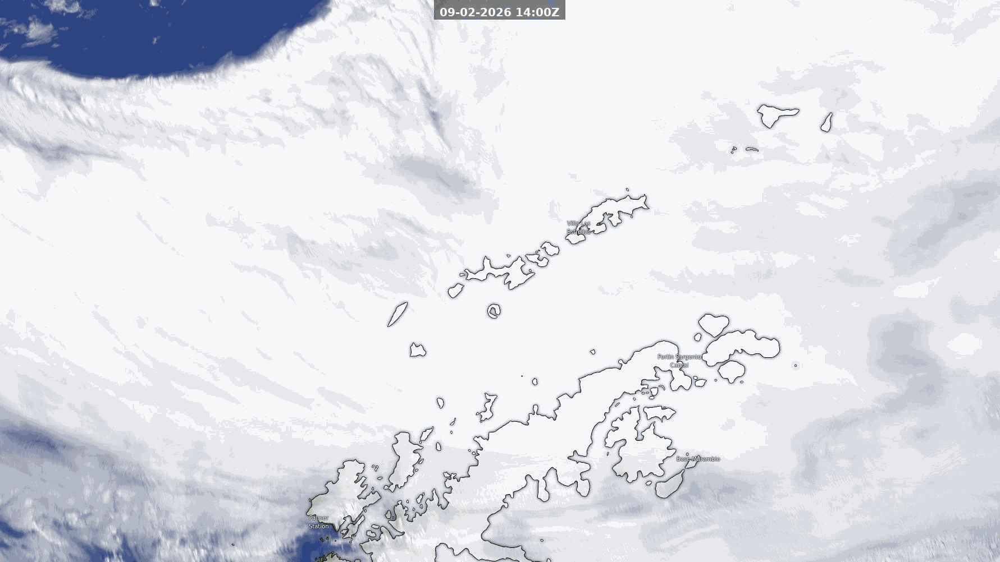 09-02-2026 14:00Z
Villa Las
Estrellas
Fortín Sargento
Cabral
Base Marambio
Palmer
Station